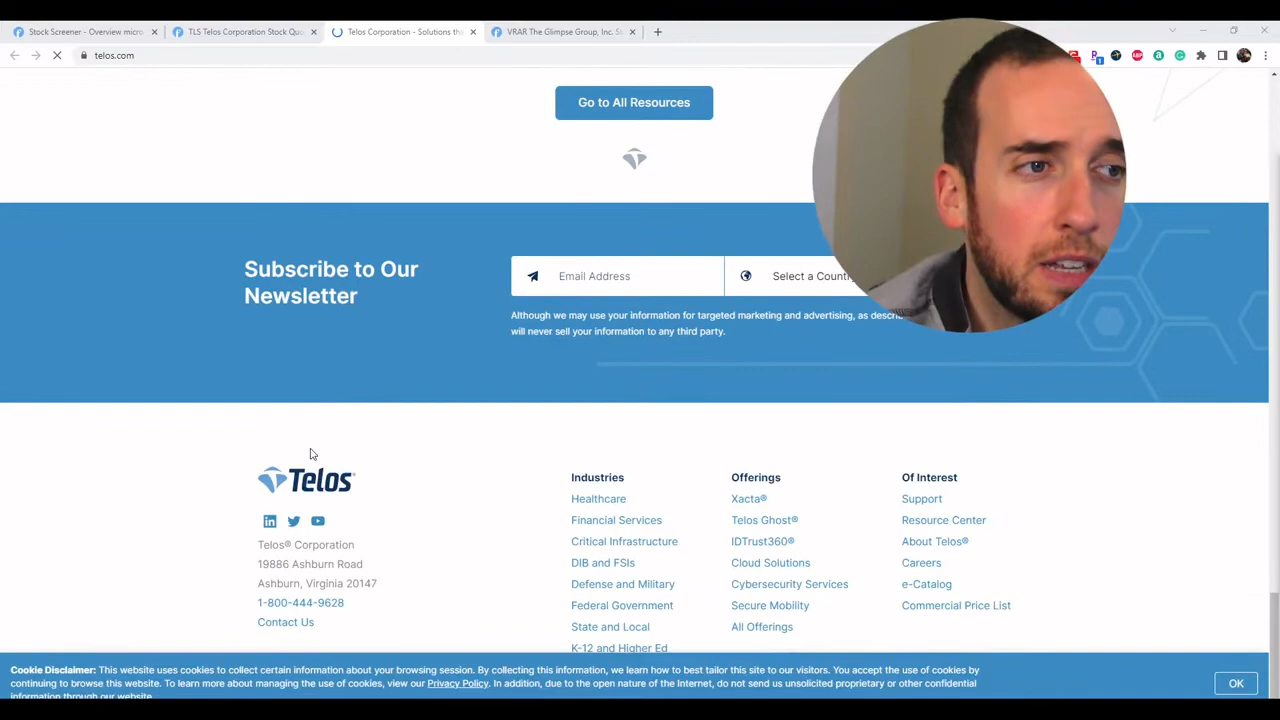 Stock Screener - Overview micro
TLS Telos Corporation Stock Quo
Telos Corporation - Solutions th
VRAR The Glimpse Group, Inc. St
telos.com
Go to All Resources
Subscribe to Our
Newsletter
Email Address
Select a Country
Although we may use your information for targeted marketing and advertising, as descri
will never sell your information to any third party.
Telos®
Telos® Corporation
19886 Ashburn Road
Ashburn, Virginia 20147
1-800-444-9628
Contact Us
Industries
Healthcare
Financial Services
Critical Infrastructure
DIB and FSIs
Defense and Military
Federal Government
State and Local
K-12 and Higher Ed
Offerings
Xacta®
Telos Ghost®
IDTrust360®
Cloud Solutions
Cybersecurity Services
Secure Mobility
All Offerings
Of Interest
Support
Resource Center
About Telos®
Careers
e-Catalog
Commercial Price List
Cookie Disclaimer: This website uses cookies to collect certain information about your browsing session. By collecting this information, we learn how to best tailor this site to our visitors. You accept the use of cookies by
continuing to browse this website. To learn more about managing the use of cookies, view our Privacy Policy. In addition, due to the open nature of the Internet, do not send us unsolicited proprietary or other confidential
information through our website.
OK